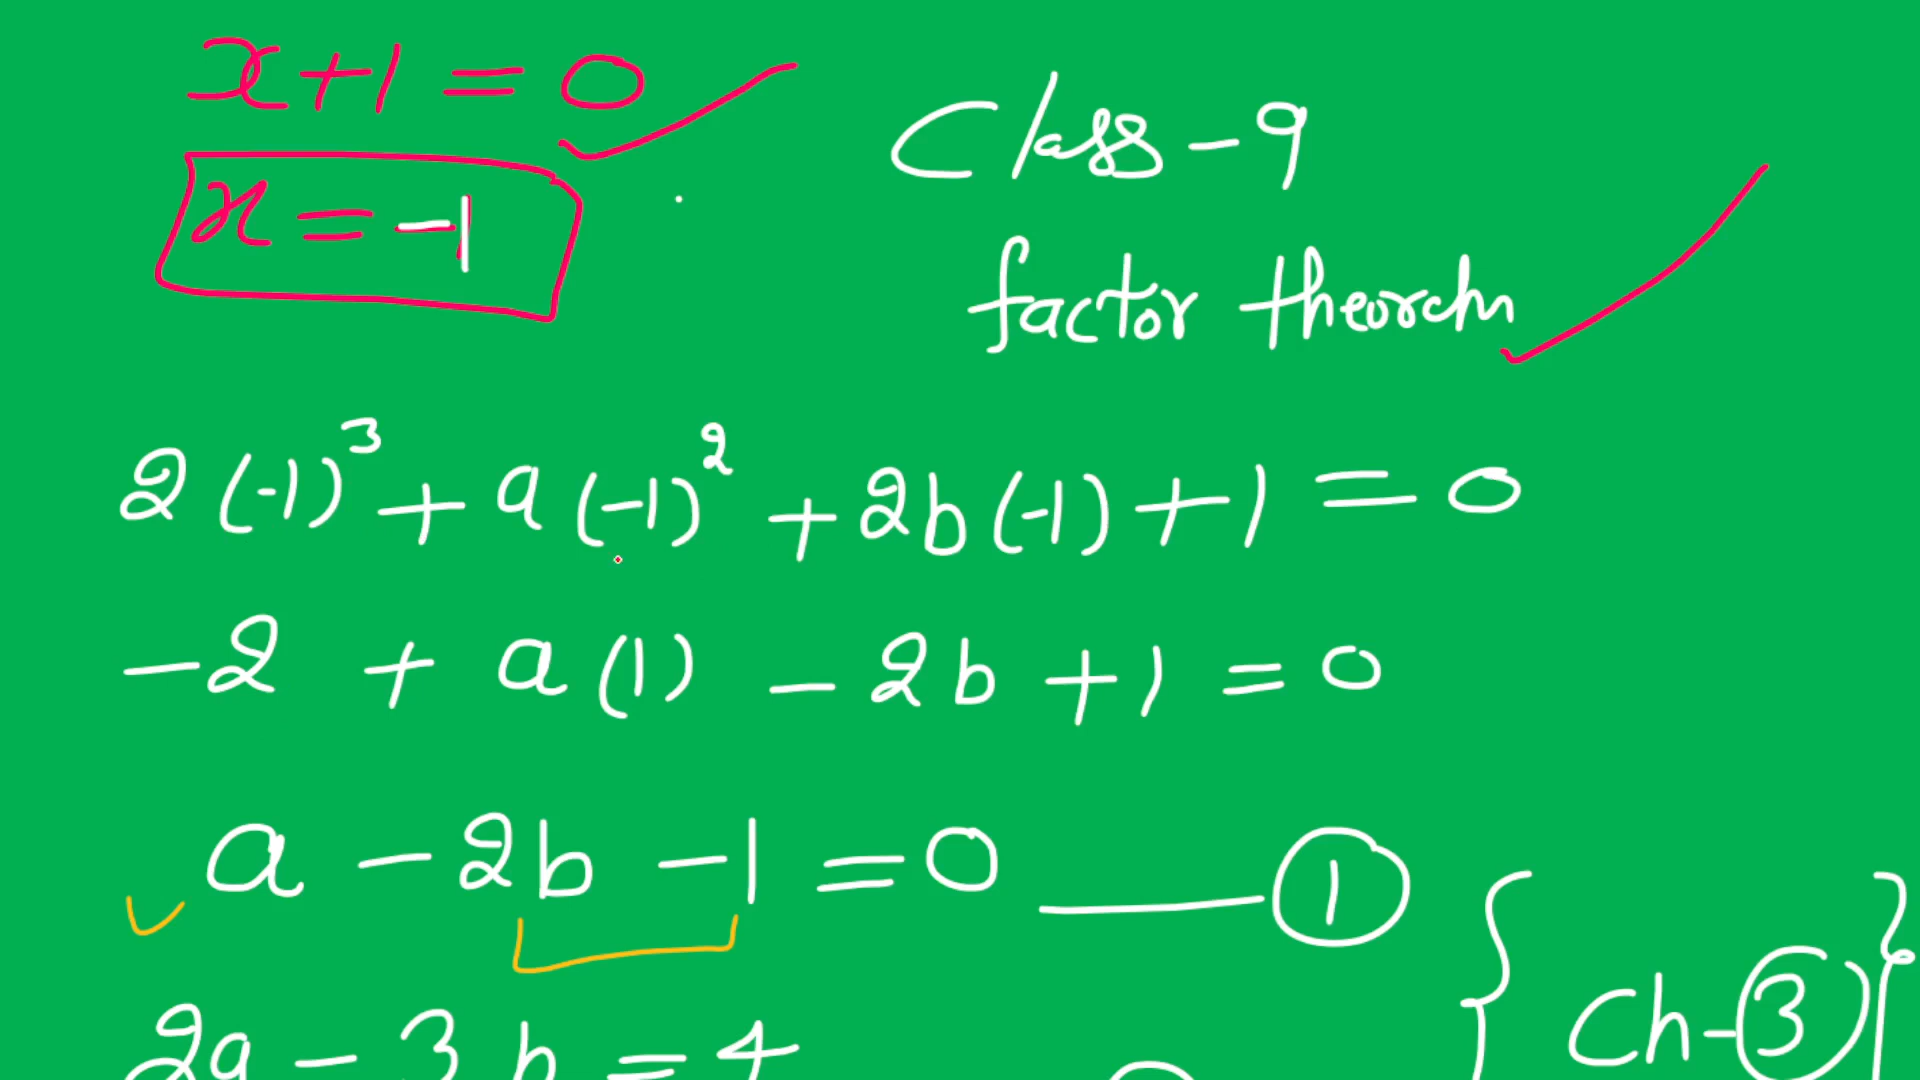 x+1=0
x=-1
Class-9
factor theorem
2(-1)³+a(-1)²+2b(-1)+1=0
-2+a(1)-2b+1=0
a-2b-1=0 —①
{ch-③}
2a-3b=4